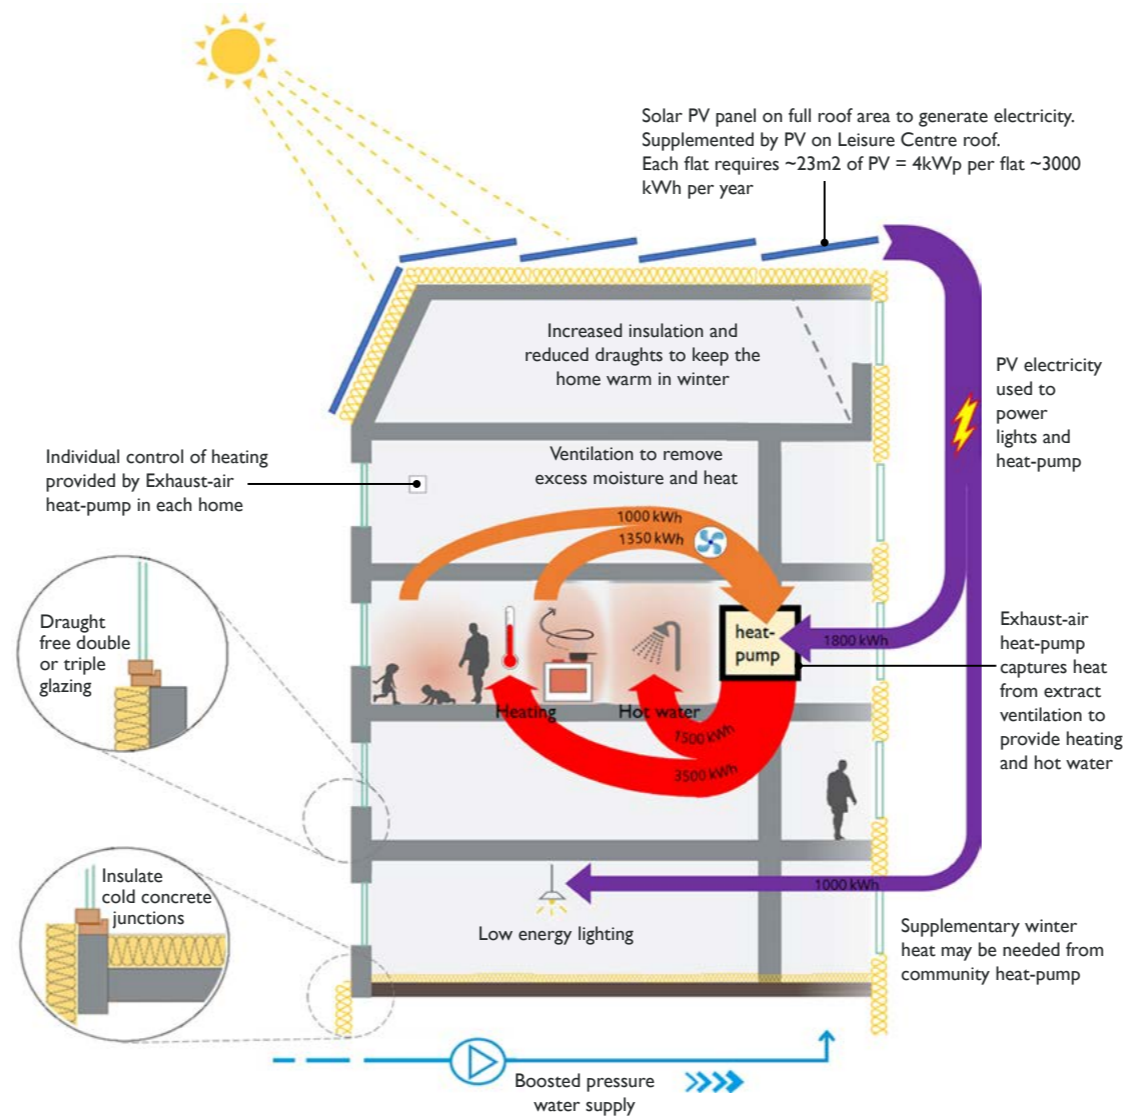 Solar PV panel on full roof area to generate electricity.
Supplemented by PV on Leisure Centre roof.
Each flat requires ~23m2 of PV = 4kWp per flat ~3000
kWh per year
Increased insulation and
reduced draughts to keep the
home warm in winter
PV electricity
used to
power
lights and
heat-pump
Individual control of heating
provided by Exhaust-air
heat-pump in each home
Ventilation to remove
excess moisture and heat
1000 kWh
1350 kWh
Draught
free double
or triple
glazing
heat-
pump
1800 kWh
Exhaust-air
heat-pump
captures heat
from extract
ventilation to
provide heating
and hot water
Heating
Hot water
1500 kWh
3500 kWh
Insulate
cold concrete
junctions
1000 kWh
Low energy lighting
Supplementary winter
heat may be needed from
community heat-pump
Boosted pressure
water supply